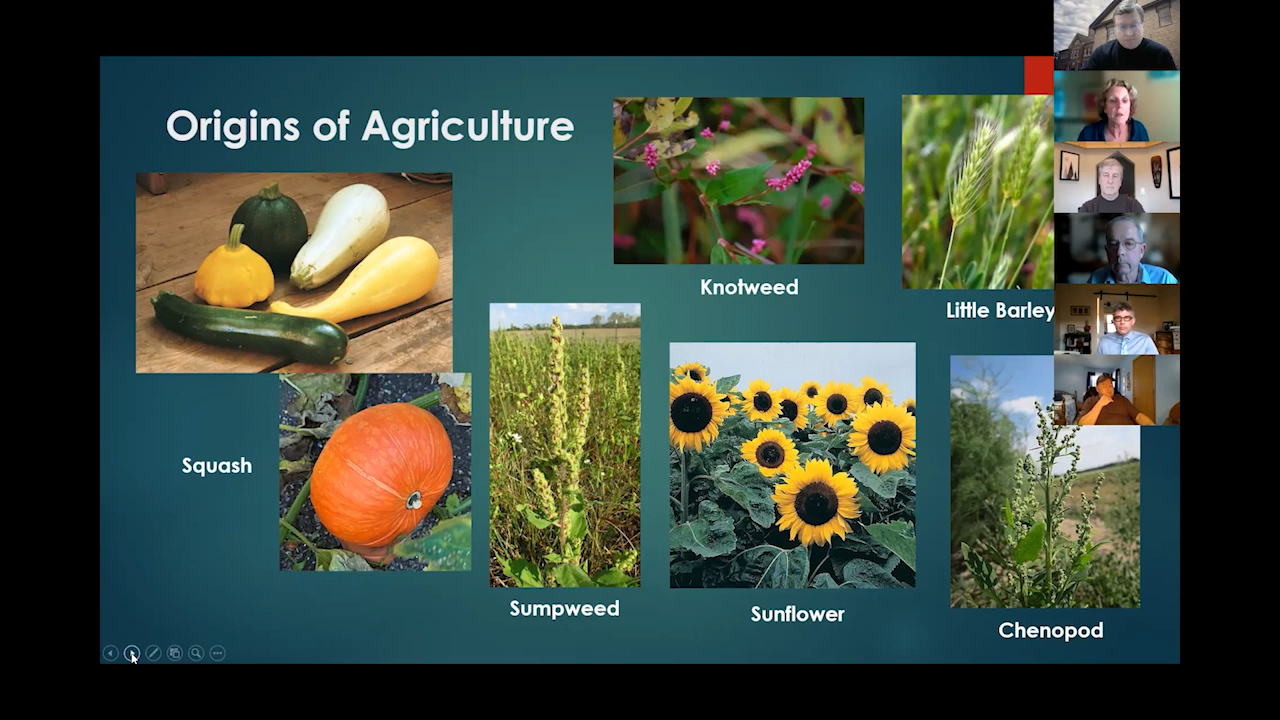 Origins of Agriculture
Knotweed
Little Barley
Squash
Sumpweed
Sunflower
Chenopod